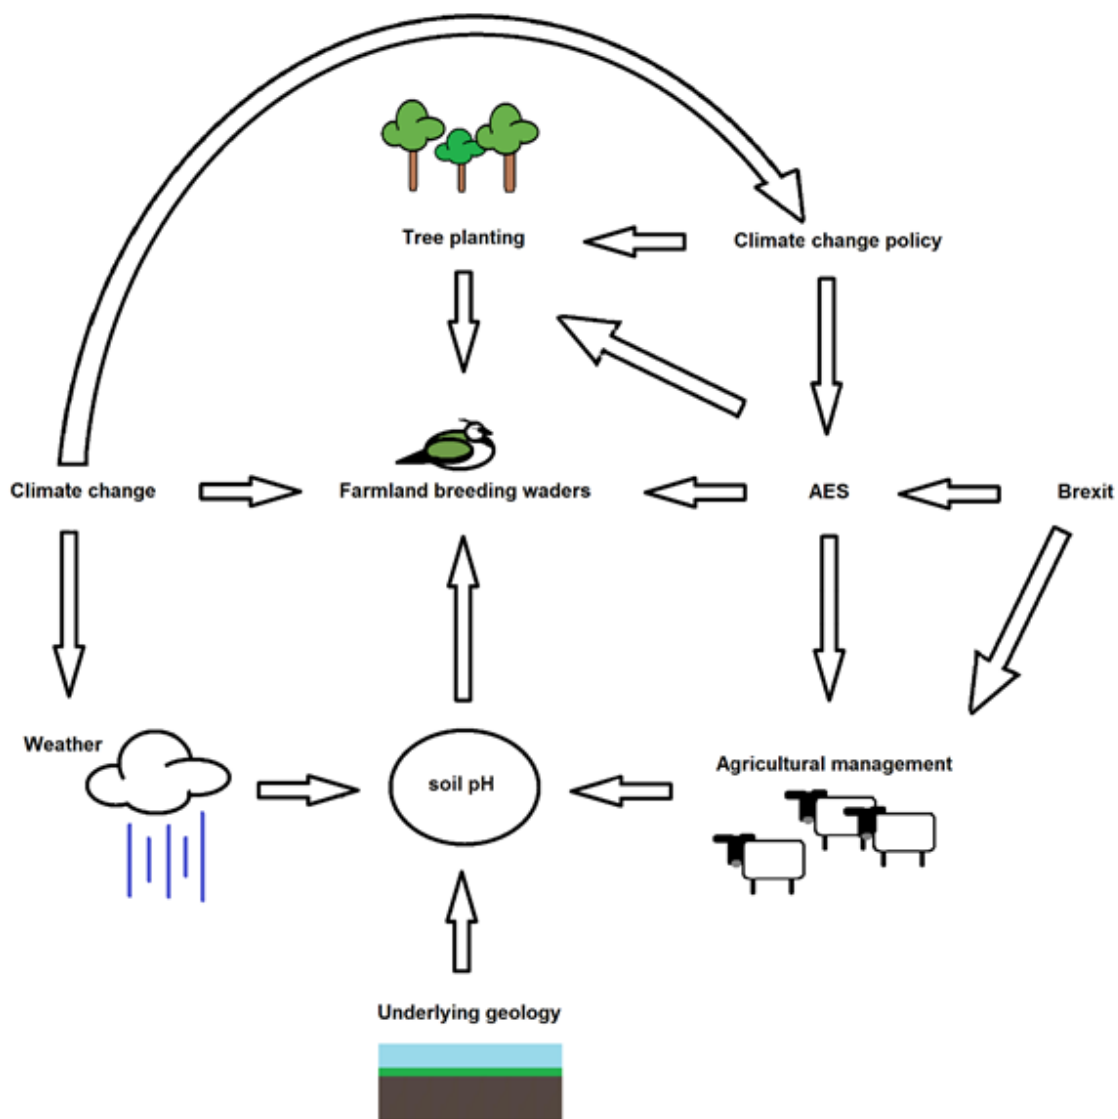 Tree planting
Climate change policy
Climate change
Farmland breeding waders
AES
Brexit
Weather
soil pH
Agricultural management
Underlying geology